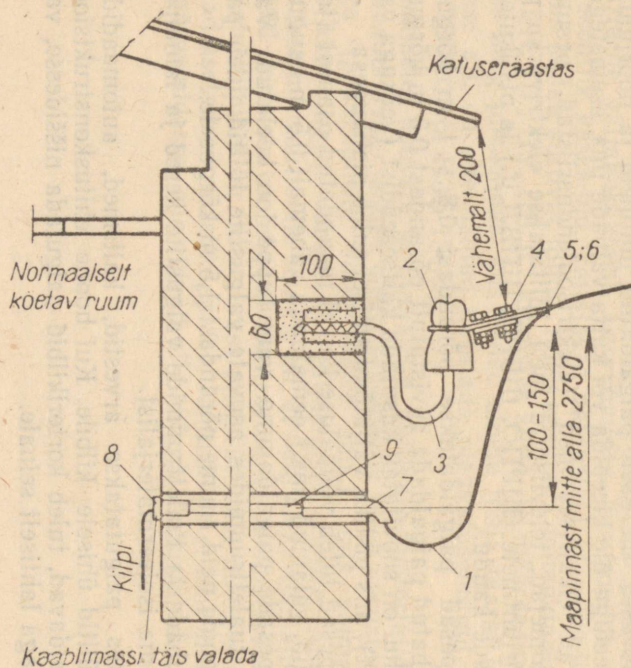 Katuseräästas
Vähemalt 200
Normaalselt
köetav ruum
100
60
2
4
5;6
3
100-150
Maapinnast mitte alla 2750
8
9
7
1
Kilpi
Kaablimassi täis valada